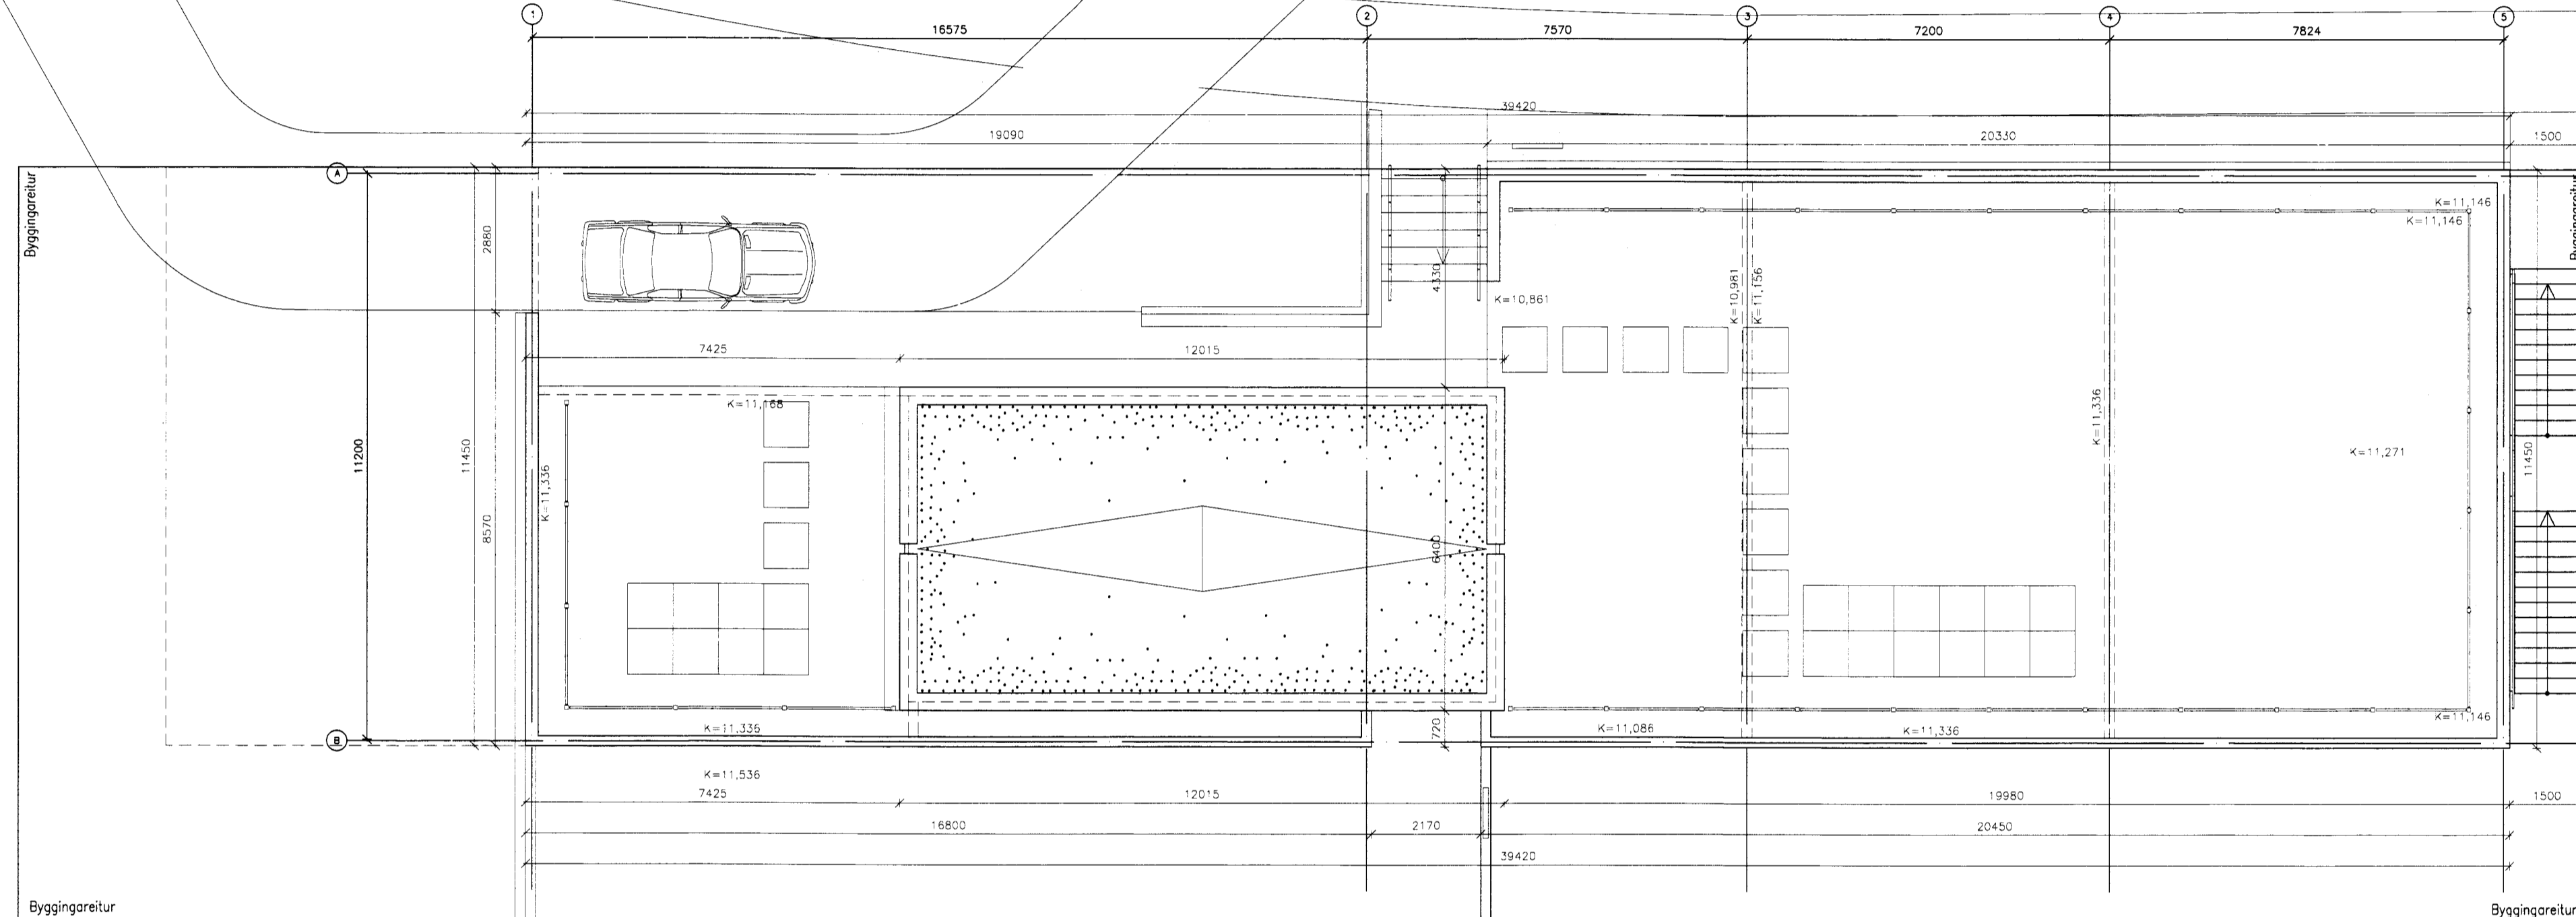 1
2
3
4
5
16575
7570
7200
7824
39420
19090
20330
1500
A
Byggingareitur
Byggingareitur
K=11,146
K=11,146
2880
4330
K=10,861
K=10,981
K=11,156
7425
12015
K=11,168
K=11,336
11200
11450
8570
K=11,336
K=11,271
11450
6400
B
K=11.336
720
K=11,086
K=11,336
K=11,146
K=11,536
7425
12015
19980
1500
16800
2170
20450
39420
Byggingareitur
Byggingareitur